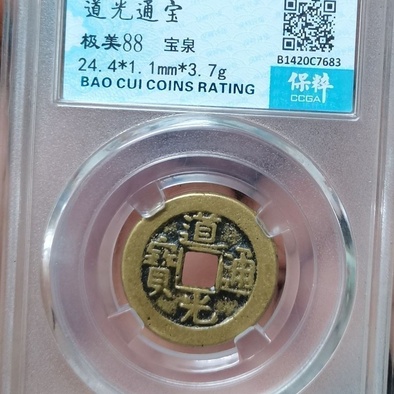 道光通宝
极美88 宝泉
24.4*1.1mm*3.7g
BAO CUI COINS RATING
B1420C7683
保粹
CCGA
道光通寶